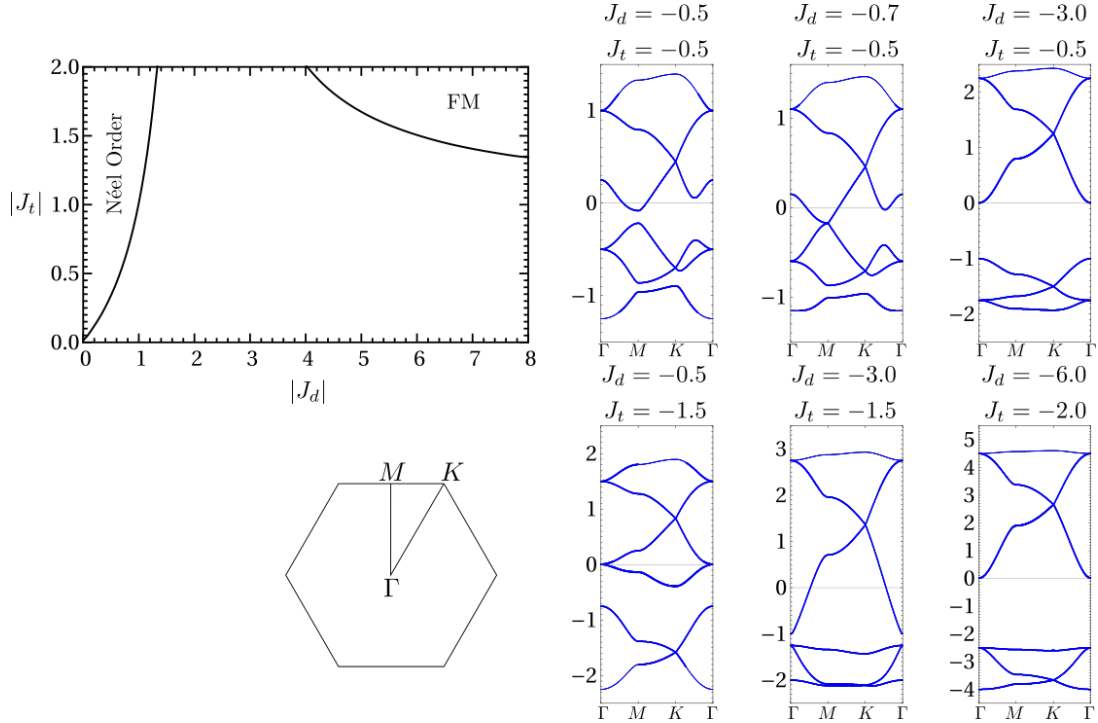 2.0
1.5
1.0
0.5
0.0
|J_t|
Néel Order
FM
0 1 2 3 4 5 6 7 8
|J_d|
M K
Γ
J_d = −0.5
J_t = −0.5
1
0
−1
Γ M K Γ
J_d = −0.7
J_t = −0.5
1
0
−1
Γ M K Γ
J_d = −3.0
J_t = −0.5
2
1
0
−1
−2
Γ M K Γ
J_d = −0.5
J_t = −1.5
2
1
0
−1
−2
Γ M K Γ
J_d = −3.0
J_t = −1.5
3
2
1
0
−1
−2
Γ M K Γ
J_d = −6.0
J_t = −2.0
5
4
3
2
1
0
−1
−2
−3
−4
Γ M K Γ